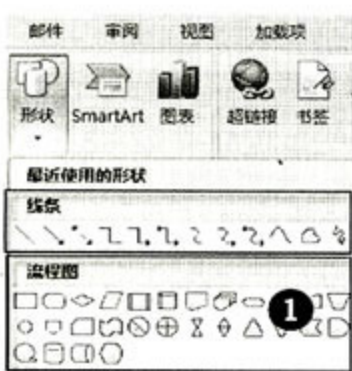 邮件 审阅 视图 加载项
形状 SmartArt 图表 超链接 书签
最近使用的形状
线条
流程图
1